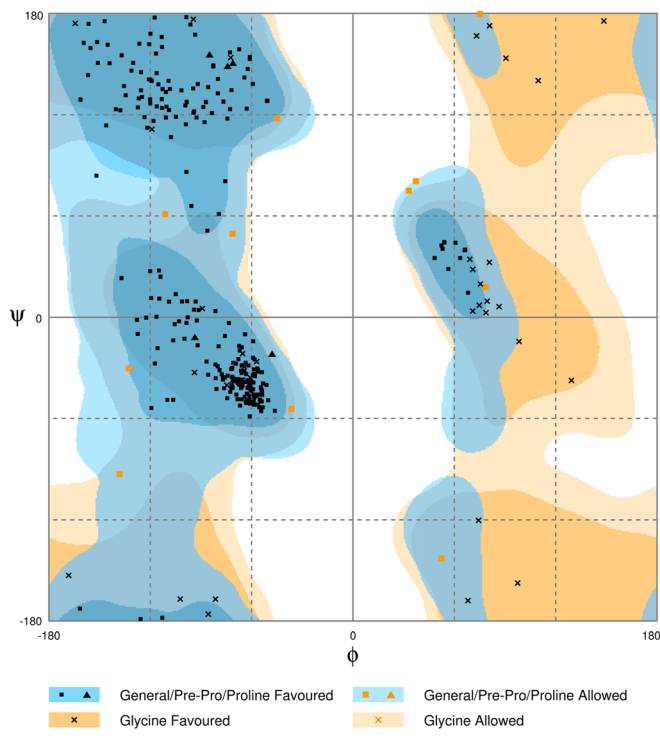 180
ψ
0
-180
-180
0
180
ϕ
General/Pre-Pro/Proline Favoured
General/Pre-Pro/Proline Allowed
Glycine Favoured
Glycine Allowed